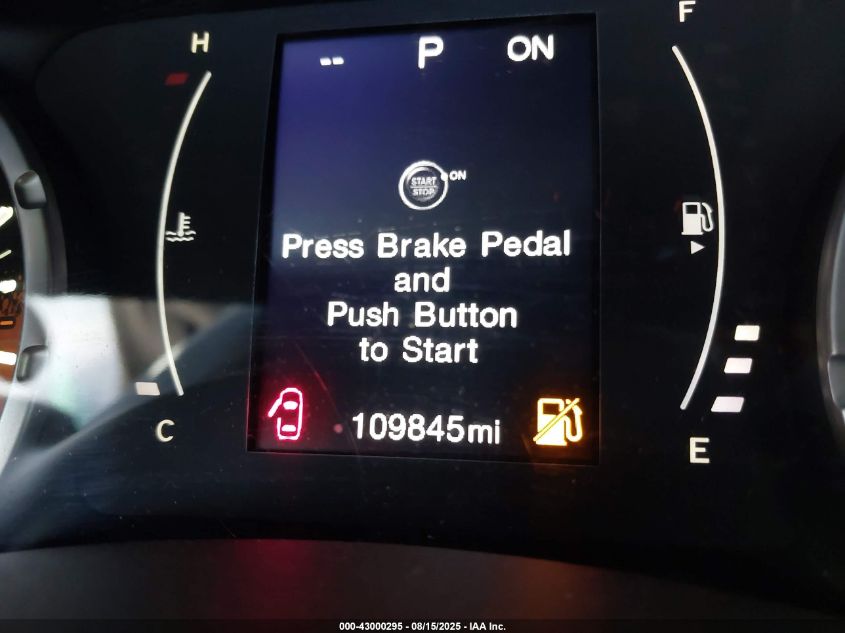 H
F
-- P ON
START
STOP
ON
Press Brake Pedal
and
Push Button
to Start
109845mi
C
E
000-43000295 - 08/15/2025 - IAA Inc.